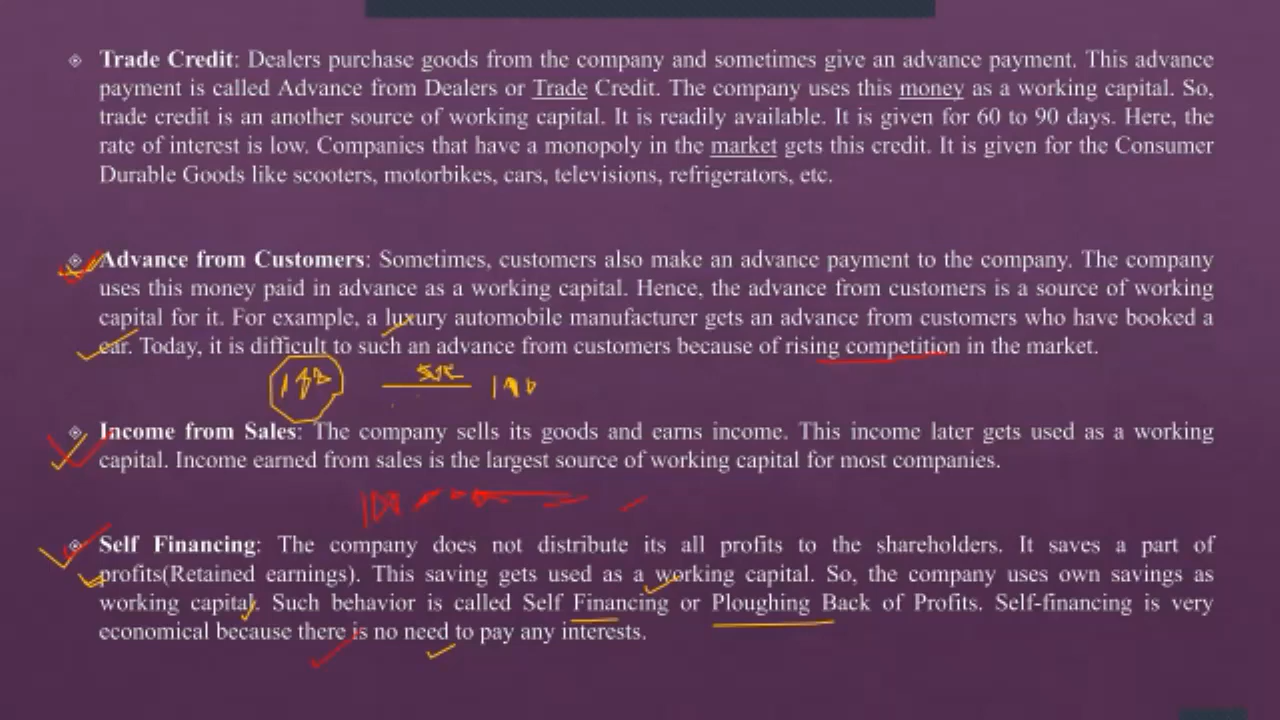 Trade Credit: Dealers purchase goods from the company and sometimes give an advance payment. This advance
payment is called Advance from Dealers or Trade Credit. The company uses this money as a working capital. So,
trade credit is an another source of working capital. It is readily available. It is given for 60 to 90 days. Here, the
rate of interest is low. Companies that have a monopoly in the market gets this credit. It is given for the Consumer
Durable Goods like scooters, motorbikes, cars, televisions, refrigerators, etc.
Advance from Customers: Sometimes, customers also make an advance payment to the company. The company
uses this money paid in advance as a working capital. Hence, the advance from customers is a source of working
capital for it. For example, a luxury automobile manufacturer gets an advance from customers who have booked a
car. Today, it is difficult to such an advance from customers because of rising competition in the market.
Income from Sales: The company sells its goods and earns income. This income later gets used as a working
capital. Income earned from sales is the largest source of working capital for most companies.
Self Financing: The company does not distribute its all profits to the shareholders. It saves a part of
profits(Retained earnings). This saving gets used as a working capital. So, the company uses own savings as
working capital. Such behavior is called Self Financing or Ploughing Back of Profits. Self-financing is very
economical because there is no need to pay any interests.